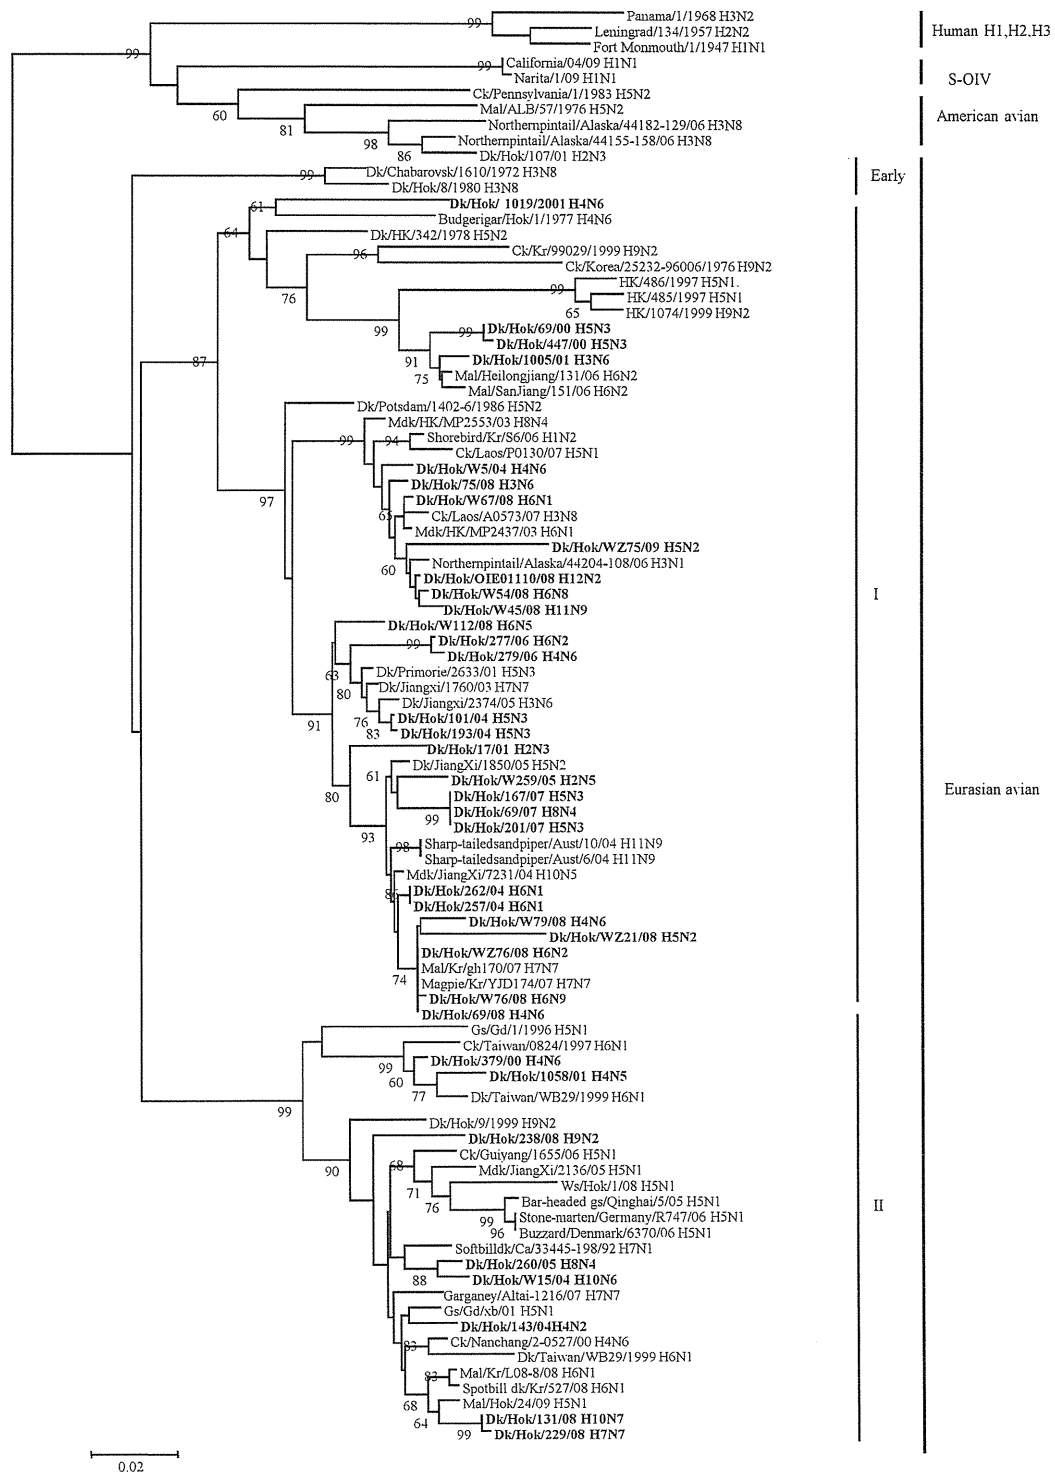 Panama/1/1968 H3N2
99
Leningrad/134/1957 H2N2
Human H1,H2,H3
Fort Monmouth/1/1947 H1N1
99
California/04/09 H1N1
99
Narita/1/09 H1N1
S-OIV
Ck/Pennsylvania/1/1983 H5N2
60
Mal/ALB/57/1976 H5N2
American avian
81
Northernpintail/Alaska/44182-129/06 H3N8
98
Northernpintail/Alaska/44155-158/06 H3N8
86
Dk/Hok/107/01 H2N3
Dk/Chabarovsk/1610/1972 H3N8
99
Early
Dk/Hok/8/1980 H3N8
Dk/Hok/ 1019/2001 H4N6
61
Budgerigar/Hok/1/1977 H4N6
64
Dk/HK/342/1978 H5N2
Ck/Kr/99029/1999 H9N2
96
Ck/Korea/25232-96006/1976 H9N2
76
HK/486/1997 H5N1.
99
HK/485/1997 H5N1
65
HK/1074/1999 H9N2
99
Dk/Hok/69/00 H5N3
99
Dk/Hok/447/00 H5N3
91
Dk/Hok/1005/01 H3N6
87
75
Mal/Heilongjiang/131/06 H6N2
Mal/SanJiang/151/06 H6N2
Dk/Potsdam/1402-6/1986 H5N2
Mdk/HK/MP2553/03 H8N4
99
94
Shorebird/Kr/S6/06 H1N2
Ck/Laos/P0130/07 H5N1
Dk/Hok/W5/04 H4N6
Dk/Hok/75/08 H3N6
97
Dk/Hok/W67/08 H6N1
65
Ck/Laos/A0573/07 H3N8
Mdk/HK/MP2437/03 H6N1
Dk/Hok/WZ75/09 H5N2
60
Northernpintail/Alaska/44204-108/06 H3N1
Dk/Hok/OIE01110/08 H12N2
Dk/Hok/W54/08 H6N8
I
Dk/Hok/W45/08 H11N9
Dk/Hok/W112/08 H6N5
99
Dk/Hok/277/06 H6N2
Dk/Hok/279/06 H4N6
63
Dk/Primorie/2633/01 H5N3
80
Dk/Jiangxi/1760/03 H7N7
Dk/Jiangxi/2374/05 H3N6
76
Dk/Hok/101/04 H5N3
91
83
Dk/Hok/193/04 H5N3
Dk/Hok/17/01 H2N3
Dk/JiangXi/1850/05 H5N2
61
Dk/Hok/W259/05 H2N5
80
Dk/Hok/167/07 H5N3
Eurasian avian
99
Dk/Hok/69/07 H8N4
93
Dk/Hok/201/07 H5N3
98
Sharp-tailedsandpiper/Aust/10/04 H11N9
Sharp-tailedsandpiper/Aust/6/04 H11N9
Mdk/JiangXi/7231/04 H10N5
Dk/Hok/262/04 H6N1
Dk/Hok/257/04 H6N1
Dk/Hok/W79/08 H4N6
Dk/Hok/WZ21/08 H5N2
Dk/Hok/WZ76/08 H6N2
Mal/Kr/gh170/07 H7N7
74
Magpie/Kr/YJD174/07 H7N7
Dk/Hok/W76/08 H6N9
Dk/Hok/69/08 H4N6
Gs/Gd/1/1996 H5N1
Ck/Taiwan/0824/1997 H6N1
99
Dk/Hok/379/00 H4N6
60
Dk/Hok/1058/01 H4N5
77
Dk/Taiwan/WB29/1999 H6N1
99
Dk/Hok/9/1999 H9N2
Dk/Hok/238/08 H9N2
90
68
Ck/Guiyang/1655/06 H5N1
Mdk/JiangXi/2136/05 H5N1
71
Ws/Hok/1/08 H5N1
76
Bar-headed gs/Qinghai/5/05 H5N1
II
99
Stone-marten/Germany/R747/06 H5N1
96
Buzzard/Denmark/6370/06 H5N1
Softbilldk/Ca/33445-198/92 H7N1
Dk/Hok/260/05 H8N4
88
Dk/Hok/W15/04 H10N6
Garganey/Altai-1216/07 H7N7
Gs/Gd/xb/01 H5N1
Dk/Hok/143/04H4N2
83
Ck/Nanchang/2-0527/00 H4N6
Dk/Taiwan/WB29/1999 H6N1
83
Mal/Kr/L08-8/08 H6N1
Spotbill dk/Kr/527/08 H6N1
68
Mal/Hok/24/09 H5N1
64
Dk/Hok/131/08 H10N7
99
Dk/Hok/229/08 H7N7
0.02